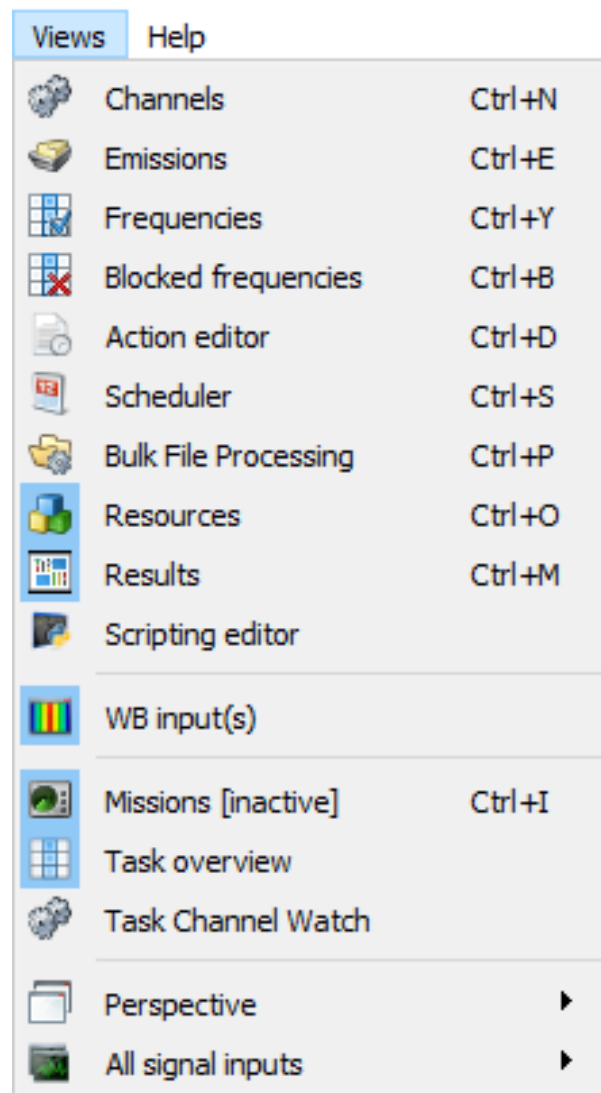 Views Help
Channels Ctrl+N
Emissions Ctrl+E
Frequencies Ctrl+Y
Blocked frequencies Ctrl+B
Action editor Ctrl+D
Scheduler Ctrl+S
Bulk File Processing Ctrl+P
Resources Ctrl+O
Results Ctrl+M
Scripting editor
WB input(s)
Missions [inactive] Ctrl+I
Task overview
Task Channel Watch
Perspective
All signal inputs